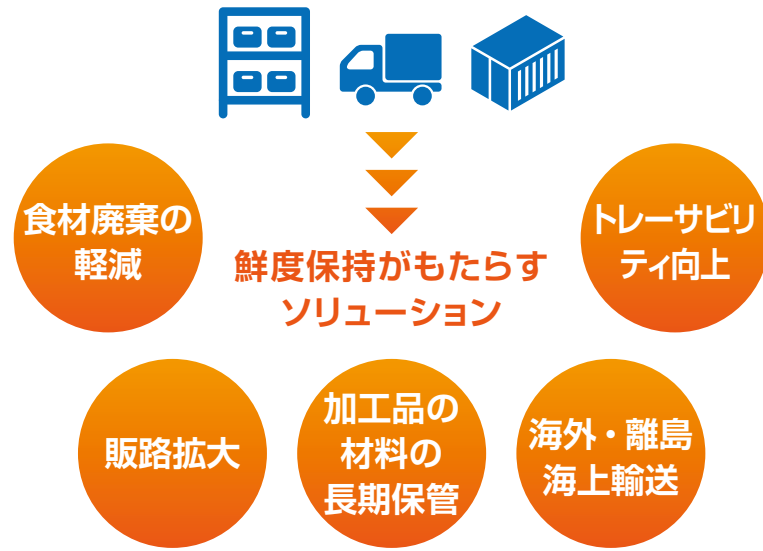 食材廃棄の
軽減
鮮度保持がもたらす
ソリューション
トレーサビリ
ティ向上
販路拡大
加工品の
材料の
長期保管
海外・離島
海上輸送